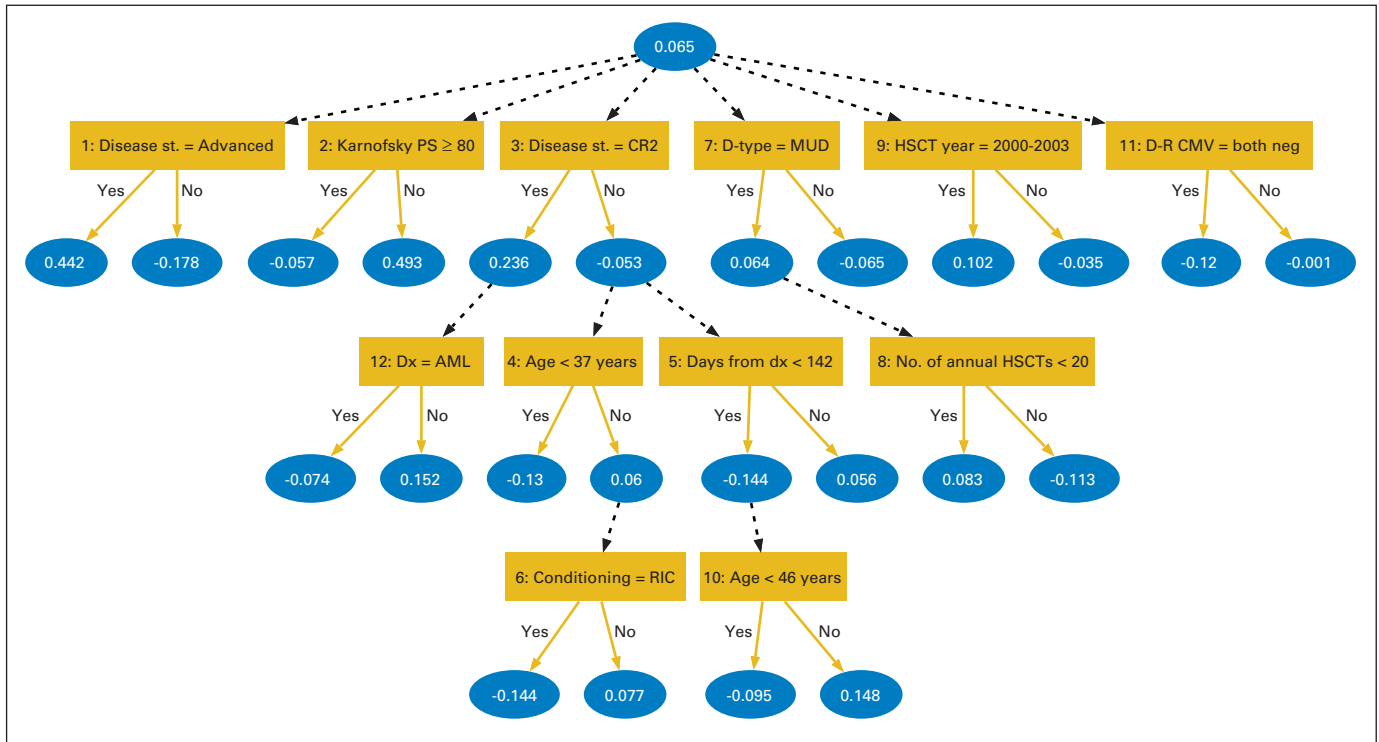 0.065
1: Disease st. = Advanced
2: Karnofsky PS ≥ 80
3: Disease st. = CR2
7: D-type = MUD
9: HSCT year = 2000-2003
11: D-R CMV = both neg
Yes
No
Yes
No
Yes
No
Yes
No
Yes
No
Yes
No
0.442
-0.178
-0.057
0.493
0.236
-0.053
0.064
-0.065
0.102
-0.035
-0.12
-0.001
12: Dx = AML
4: Age < 37 years
5: Days from dx < 142
8: No. of annual HSCTs < 20
Yes
No
Yes
No
Yes
No
Yes
No
-0.074
0.152
-0.13
0.06
-0.144
0.056
0.083
-0.113
6: Conditioning = RIC
10: Age < 46 years
Yes
No
Yes
No
-0.144
0.077
-0.095
0.148